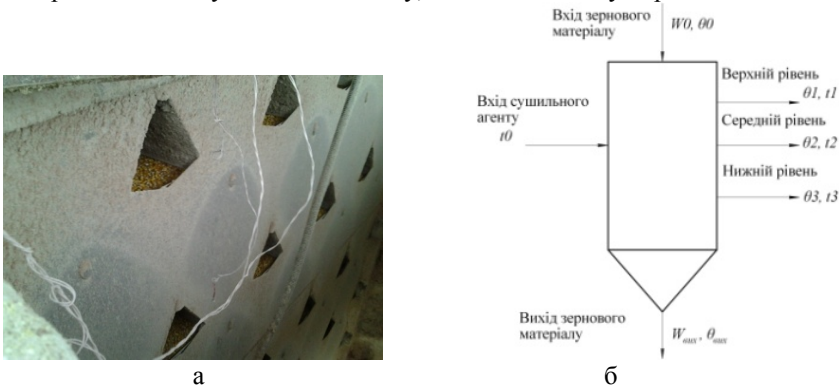 Вхід зернового
матеріалу
W0, θ0
Верхній рівень
θ1, t1
Вхід сушильного
агенту
t0
Середній рівень
θ2, t2
Нижній рівень
θ3, t3
Вихід зернового
матеріалу
Wвих, θвих
а
б